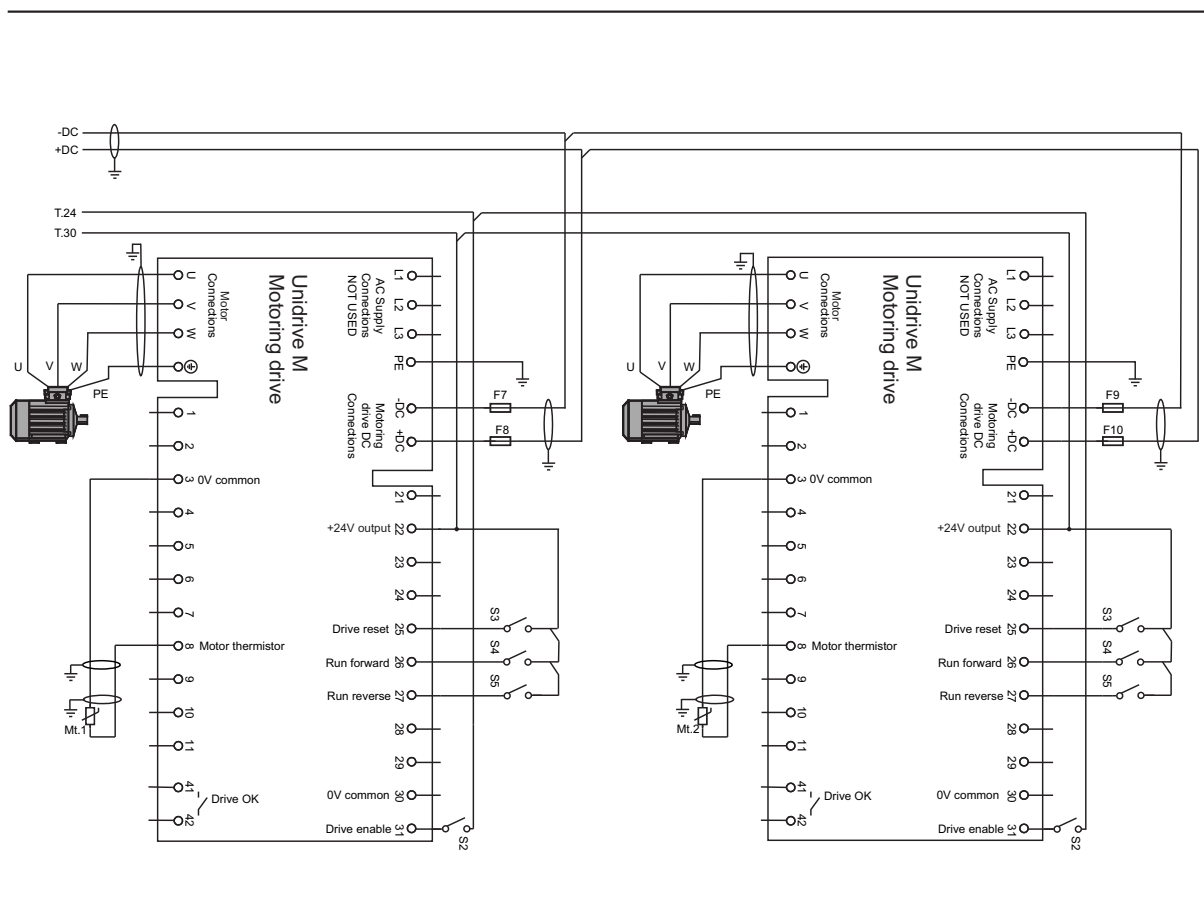 -DC
+DC
T.24
T.30
U
V
W
Motor
Connections
Unidrive M
Motoring drive
AC Supply
Connections
NOT USED
L1
L2
L3
PE
U
V
W
PE
Motoring
drive DC
Connections
-DC
+DC
F7
F8
1
2
3 0V common
4
5
6
7
8 Motor thermistor
9
10
11
41
42
Drive OK
Mt.1
21
+24V output 22
23
24
Drive reset 25
Run forward 26
Run reverse 27
28
29
0V common 30
Drive enable 31
S3
S4
S5
S2
U
V
W
Motor
Connections
Unidrive M
Motoring drive
AC Supply
Connections
NOT USED
L1
L2
L3
PE
U
V
W
PE
Motoring
drive DC
Connections
-DC
+DC
F9
F10
1
2
3 0V common
4
5
6
7
8 Motor thermistor
9
10
11
41
42
Drive OK
Mt.2
21
+24V output 22
23
24
Drive reset 25
Run forward 26
Run reverse 27
28
29
0V common 30
Drive enable 31
S3
S4
S5
S2